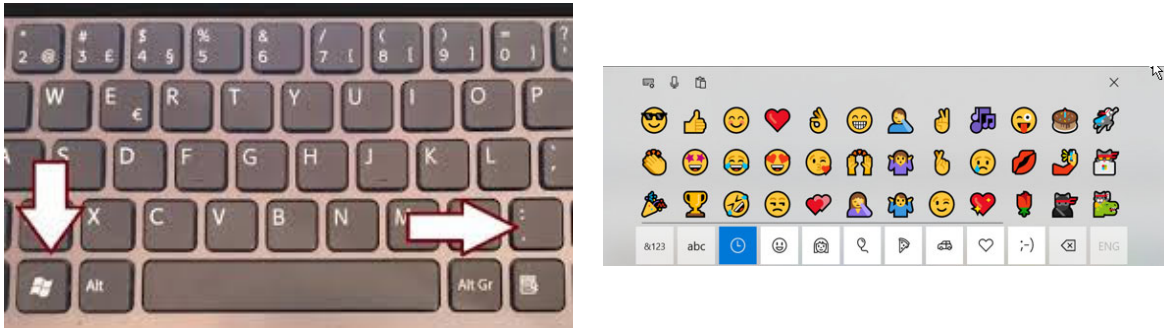 " # $ % & / ( ) = ?
2 @ 3 £ 4 § 5 6 7 { 8 [ 9 ] 0 } '
W E € R T Y U I O P
A S D F G H J K L ;
X C V B N M : .
Alt Alt Gr
&123 abc ;-) ENG